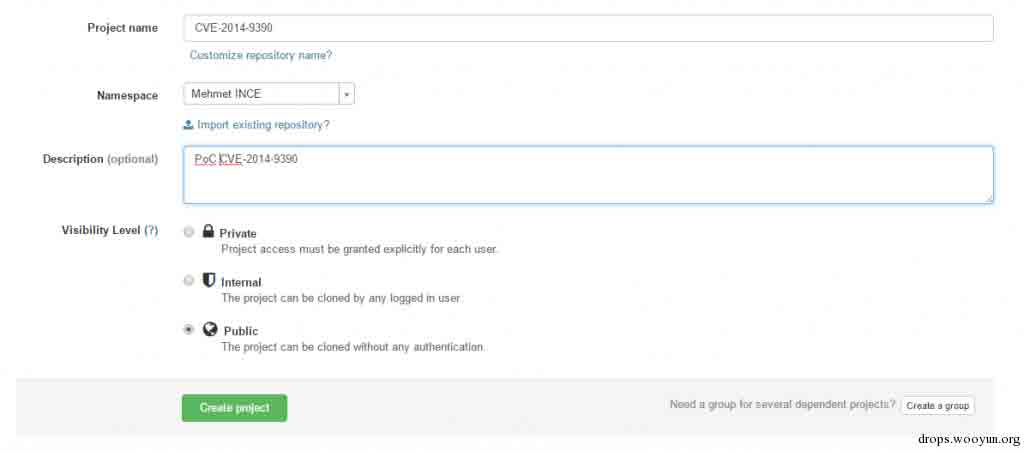 Project name CVE-2014-9390
Customize repository name?
Namespace Mehmet INCE
Import existing repository?
Description (optional) PoC CVE-2014-9390
Visibility Level (?) Private
Project access must be granted explicitly for each user.
Internal
The project can be cloned by any logged in user
Public
The project can be cloned without any authentication.
Create project Need a group for several dependent projects? Create a group
drops.wooyun.org